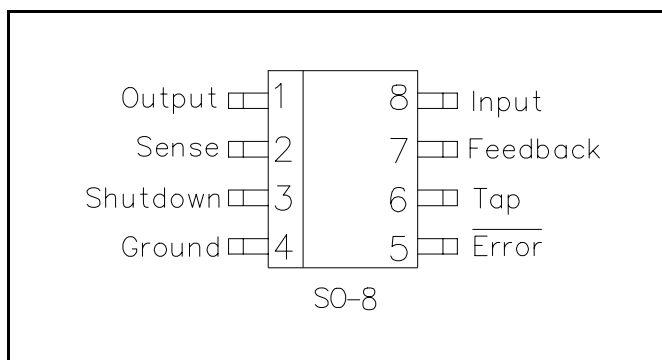 Output 1 8 Input
Sense 2 7 Feedback
Shutdown 3 6 Tap
Ground 4 5 Error
SO-8